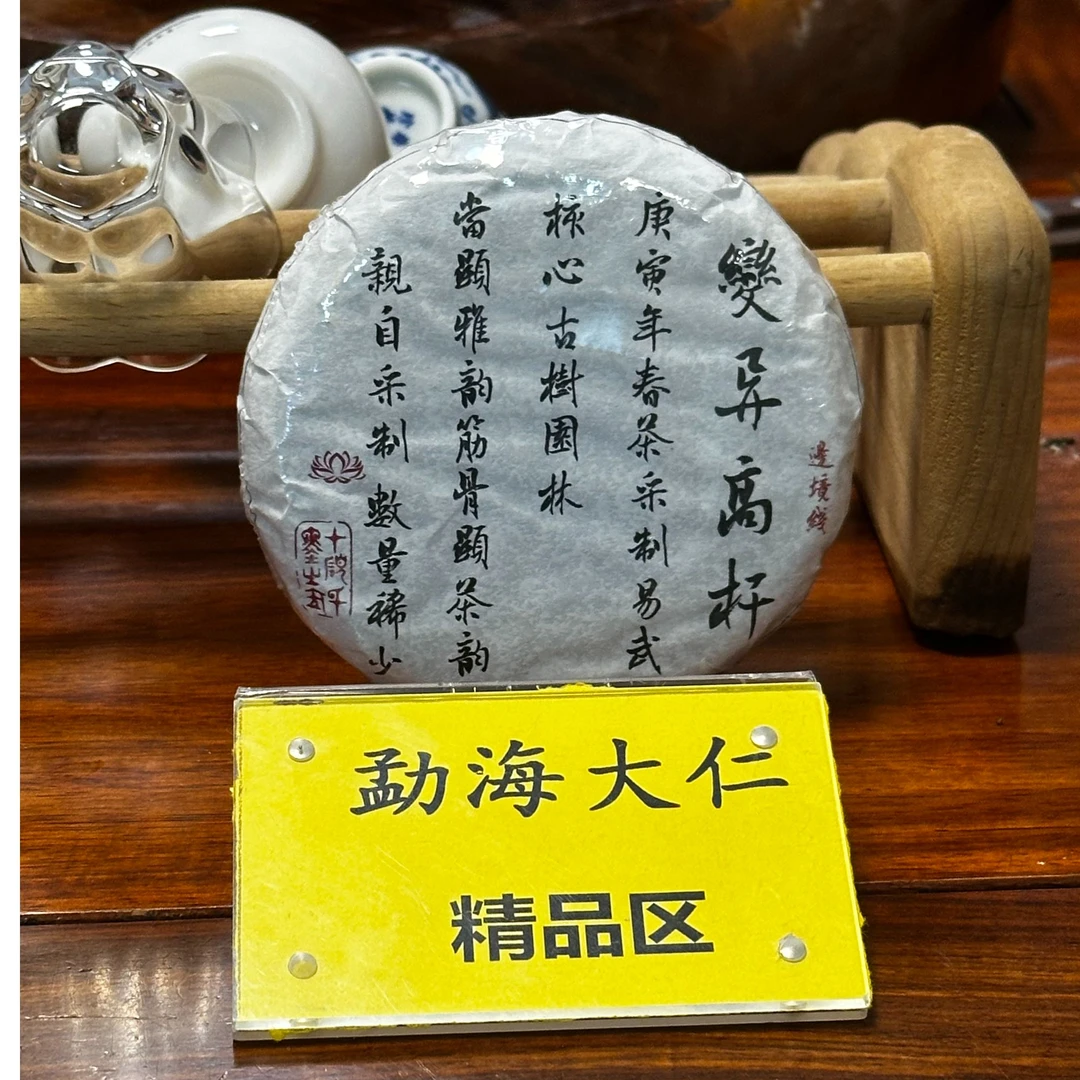 邊境綫
變异高杆
庚寅年春茶采制易武
核心古樹園林
當顯雅韵筋骨顯茶韵
親自采制 數量稀少
勐海大仁
精品区